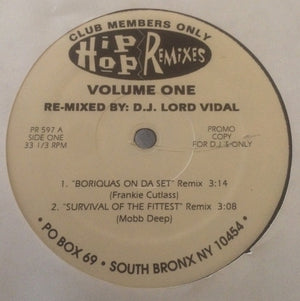 CLUB MEMBERS ONLY
HIP HOP REMIXES
VOLUME ONE
RE-MIXED BY: D.J. LORD VIDAL
PR 597 A
SIDE ONE
33 1/3 RPM
PROMO
COPY
FOR D.J.S ONLY
1. "BORIQUAS ON DA SET" Remix 3:14
(Frankie Cutlass)
2. "SURVIVAL OF THE FITTEST" Remix 3:08
(Mobb Deep)
• PO BOX 69 • SOUTH BRONX NY 10454 •